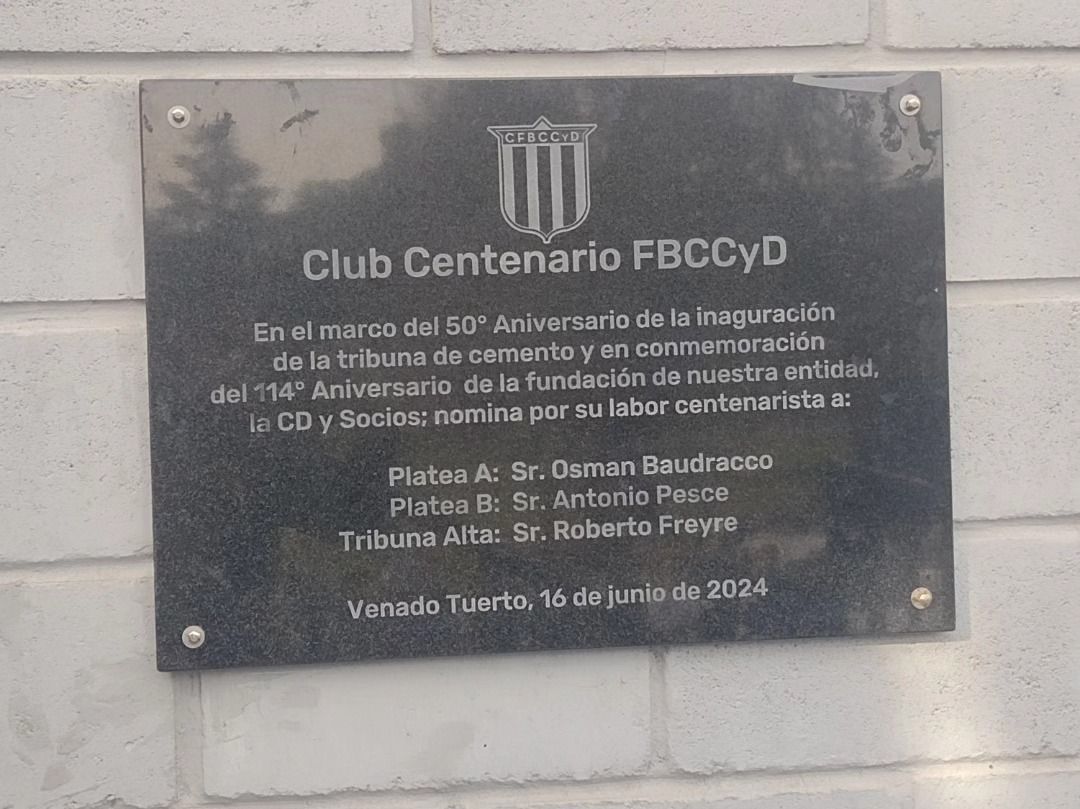 CFBCCyD
Club Centenario FBCCyD
En el marco del 50° Aniversario de la inaguración
de la tribuna de cemento y en conmemoración
del 114° Aniversario de la fundación de nuestra entidad,
la CD y Socios; nomina por su labor centenarista a:
Platea A: Sr. Osman Baudracco
Platea B: Sr. Antonio Pesce
Tribuna Alta: Sr. Roberto Freyre
Venado Tuerto, 16 de junio de 2024